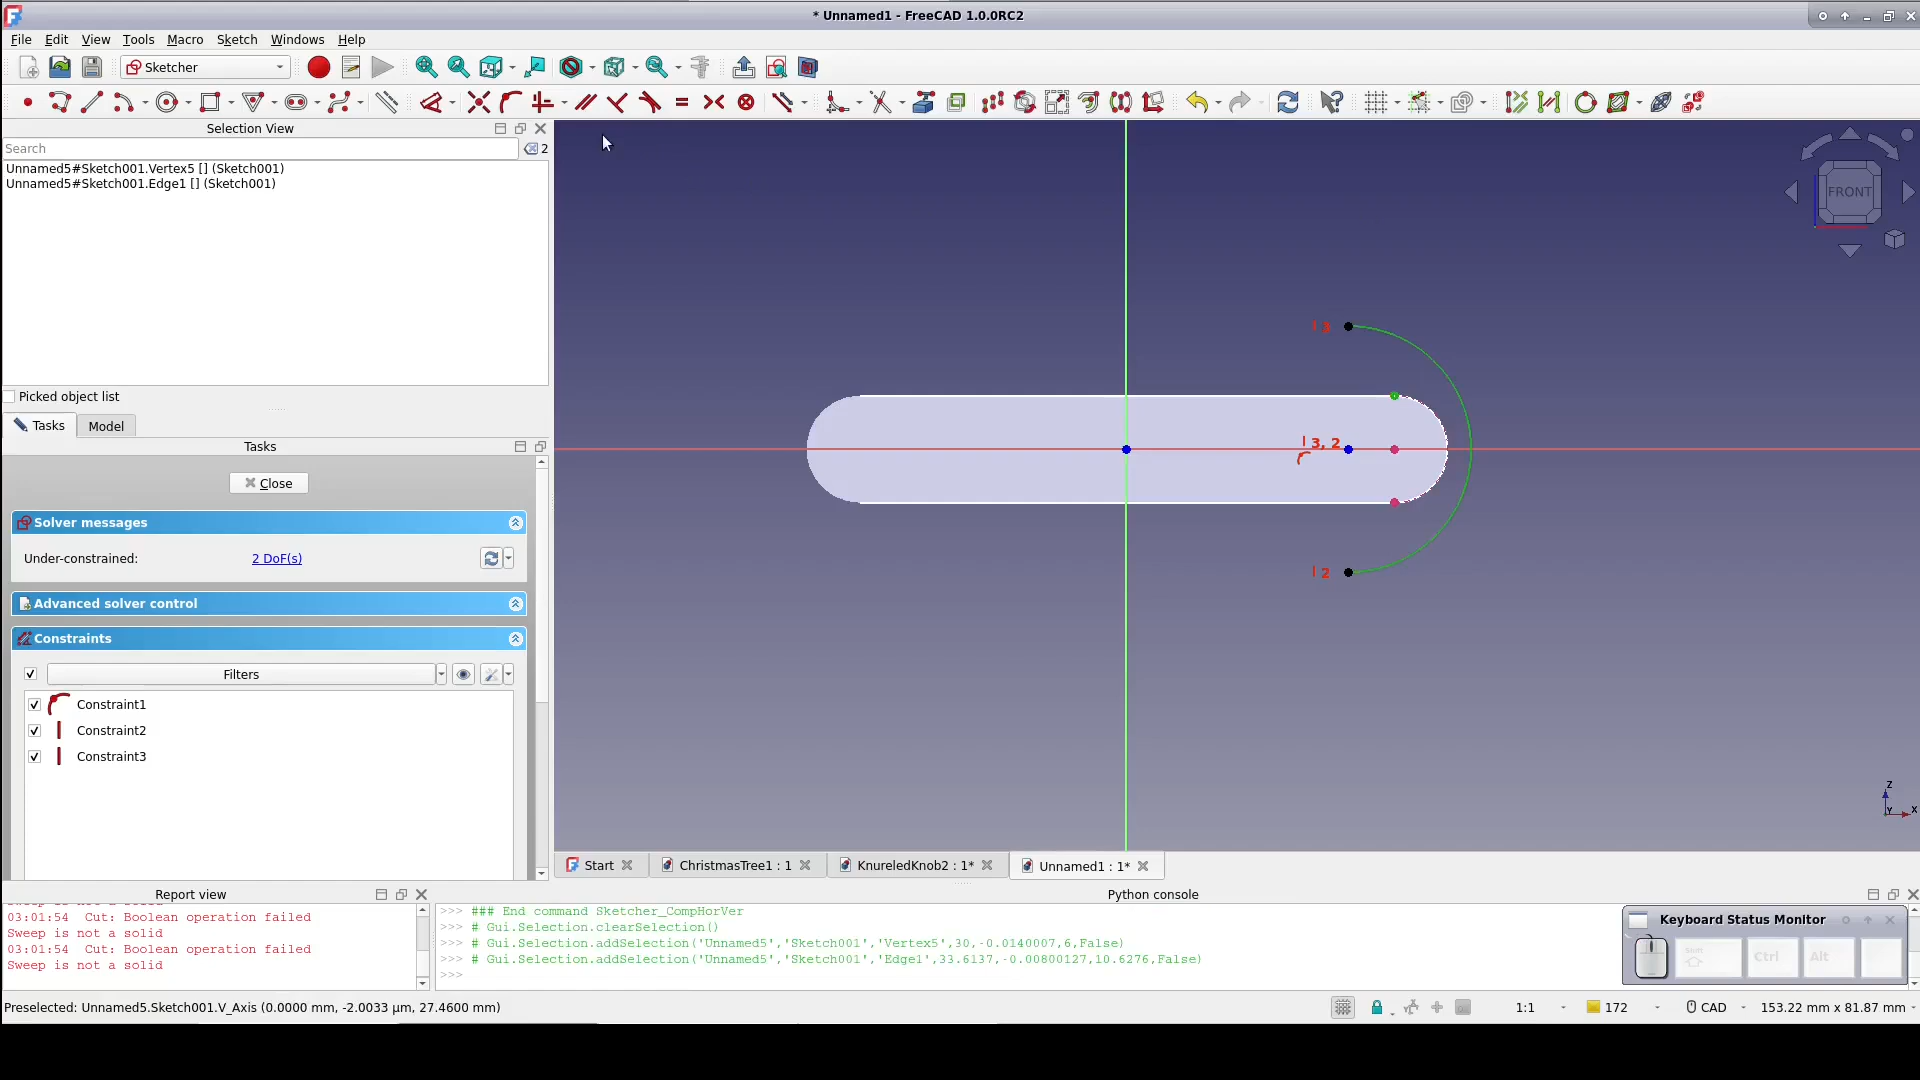 * Unnamed1 - FreeCAD 1.0.0RC2
File Edit View Tools Macro Sketch Windows Help
Sketcher
Selection View
Search
2
Unnamed5#Sketch001.Vertex5 [] (Sketch001)
Unnamed5#Sketch001.Edge1 [] (Sketch001)
Picked object list
Tasks Model
Tasks
Close
Solver messages
Under-constrained: 2 DoF(s)
Advanced solver control
Constraints
Filters
Constraint1
Constraint2
Constraint3
FRONT
3
3, 2
2
Z
Y
X
Start ChristmasTree1 : 1 KnureledKnob2 : 1* Unnamed1 : 1*
Report view
03:01:54 Cut: Boolean operation failed
Sweep is not a solid
03:01:54 Cut: Boolean operation failed
Sweep is not a solid
Python console
>>> ### End command Sketcher_CompHorVer
>>> # Gui.Selection.clearSelection()
>>> # Gui.Selection.addSelection('Unnamed5','Sketch001','Vertex5',30,-0.0140007,6,False)
>>> # Gui.Selection.addSelection('Unnamed5','Sketch001','Edge1',33.6137,-0.00800127,10.6276,False)
>>>
Keyboard Status Monitor
Shift Ctrl Alt
Preselected: Unnamed5.Sketch001.V_Axis (0.0000 mm, -2.0033 µm, 27.4600 mm)
1:1 172 CAD 153.22 mm x 81.87 mm